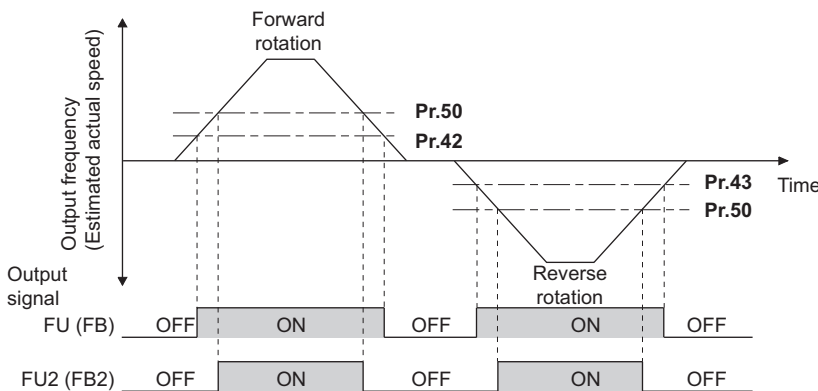 Forward
rotation
Output frequency
(Estimated actual speed)
Pr.50
Pr.42
Time
Pr.43
Pr.50
Reverse
rotation
Output
signal
FU (FB) OFF ON OFF ON OFF
FU2 (FB2) OFF ON OFF ON OFF